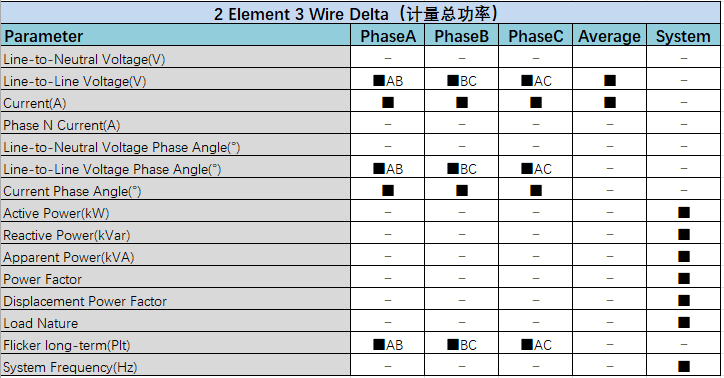 2 Element 3 Wire Delta（计量总功率）
Parameter PhaseA PhaseB PhaseC Average System
Line-to-Neutral Voltage(V) – – – – –
Line-to-Line Voltage(V) ■AB ■BC ■AC ■ –
Current(A) ■ ■ ■ ■ –
Phase N Current(A) – – – – –
Line-to-Neutral Voltage Phase Angle(°) – – – – –
Line-to-Line Voltage Phase Angle(°) ■AB ■BC ■AC – –
Current Phase Angle(°) ■ ■ ■ – –
Active Power(kW) – – – – ■
Reactive Power(kVar) – – – – ■
Apparent Power(kVA) – – – – ■
Power Factor – – – – ■
Displacement Power Factor – – – – ■
Load Nature – – – – ■
Flicker long-term(Plt) ■AB ■BC ■AC – –
System Frequency(Hz) – – – – ■